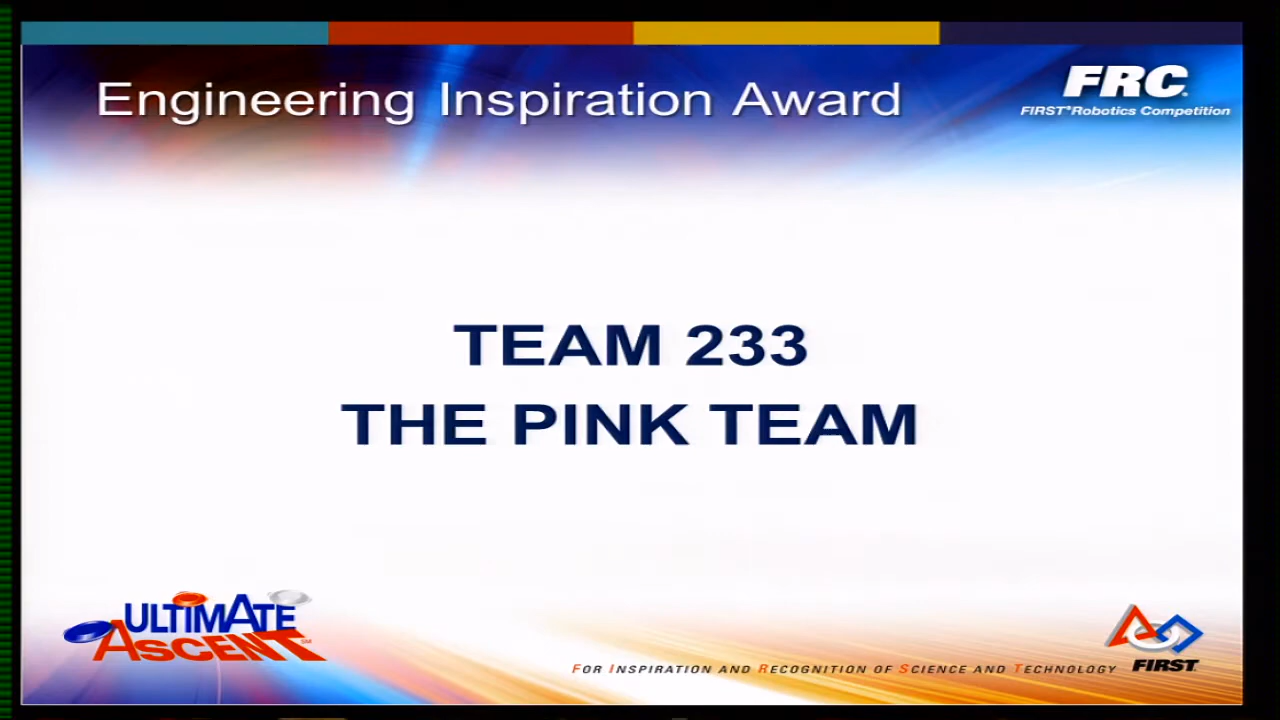 Engineering Inspiration Award
FRC
FIRST® Robotics Competition
TEAM 233
THE PINK TEAM
ULTIMATE
ASCENT SM
FOR INSPIRATION AND RECOGNITION OF SCIENCE AND TECHNOLOGY
FIRST